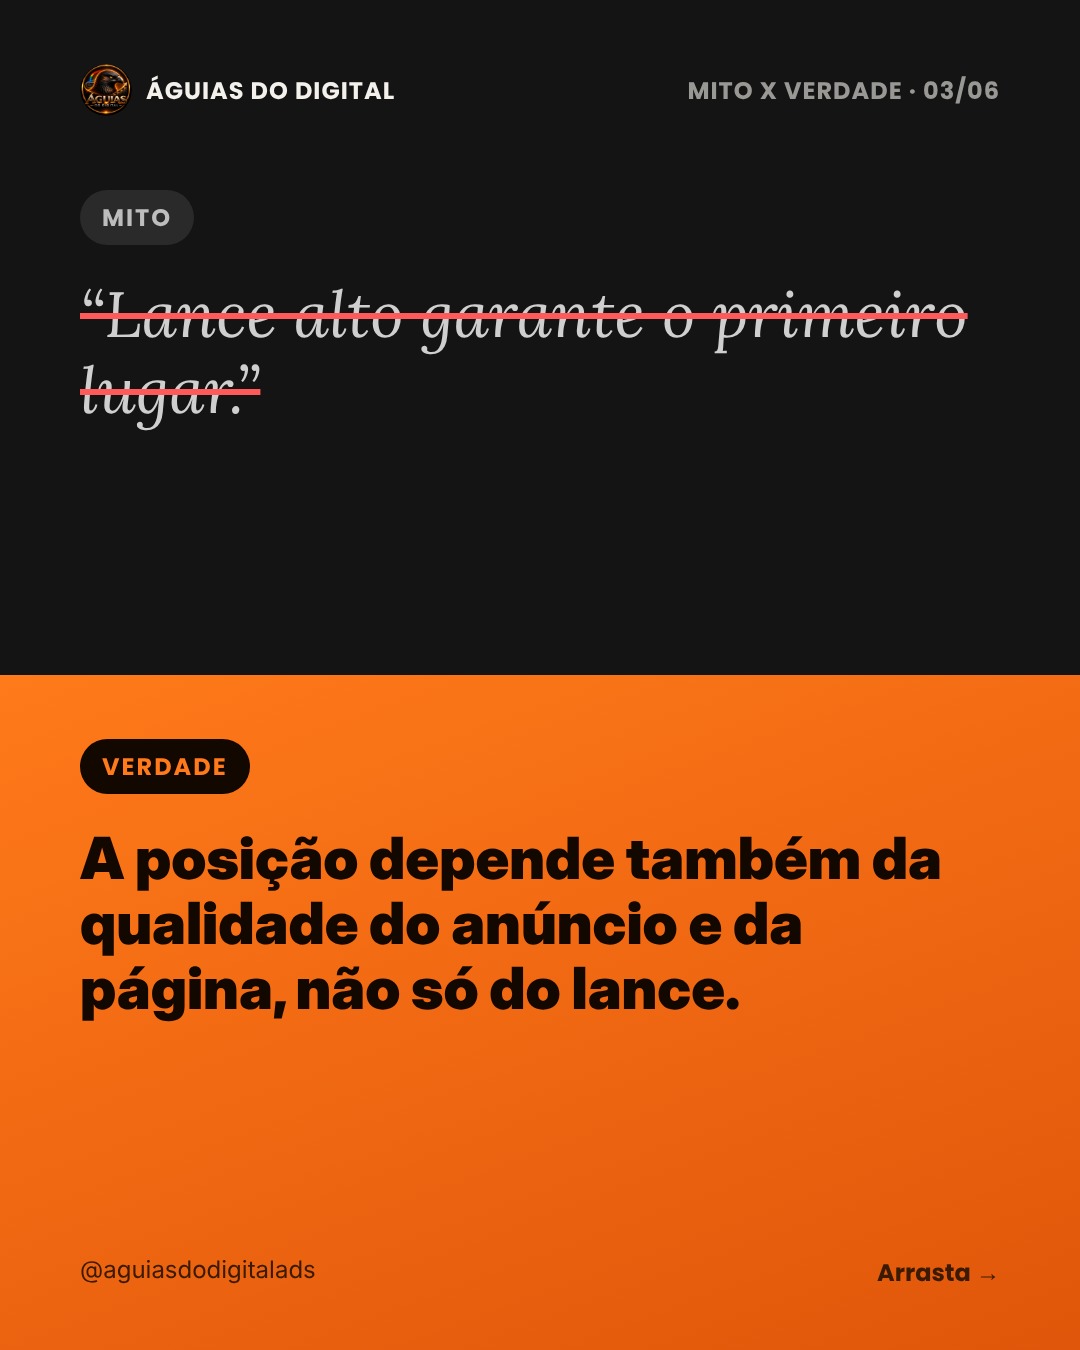 ÁGUIAS
ÁGUIAS DO DIGITAL
MITO X VERDADE · 03/06
MITO
“Lance alto garante o primeiro
lugar.”
VERDADE
A posição depende também da
qualidade do anúncio e da
página, não só do lance.
@aguiasdodigitalads
Arrasta →